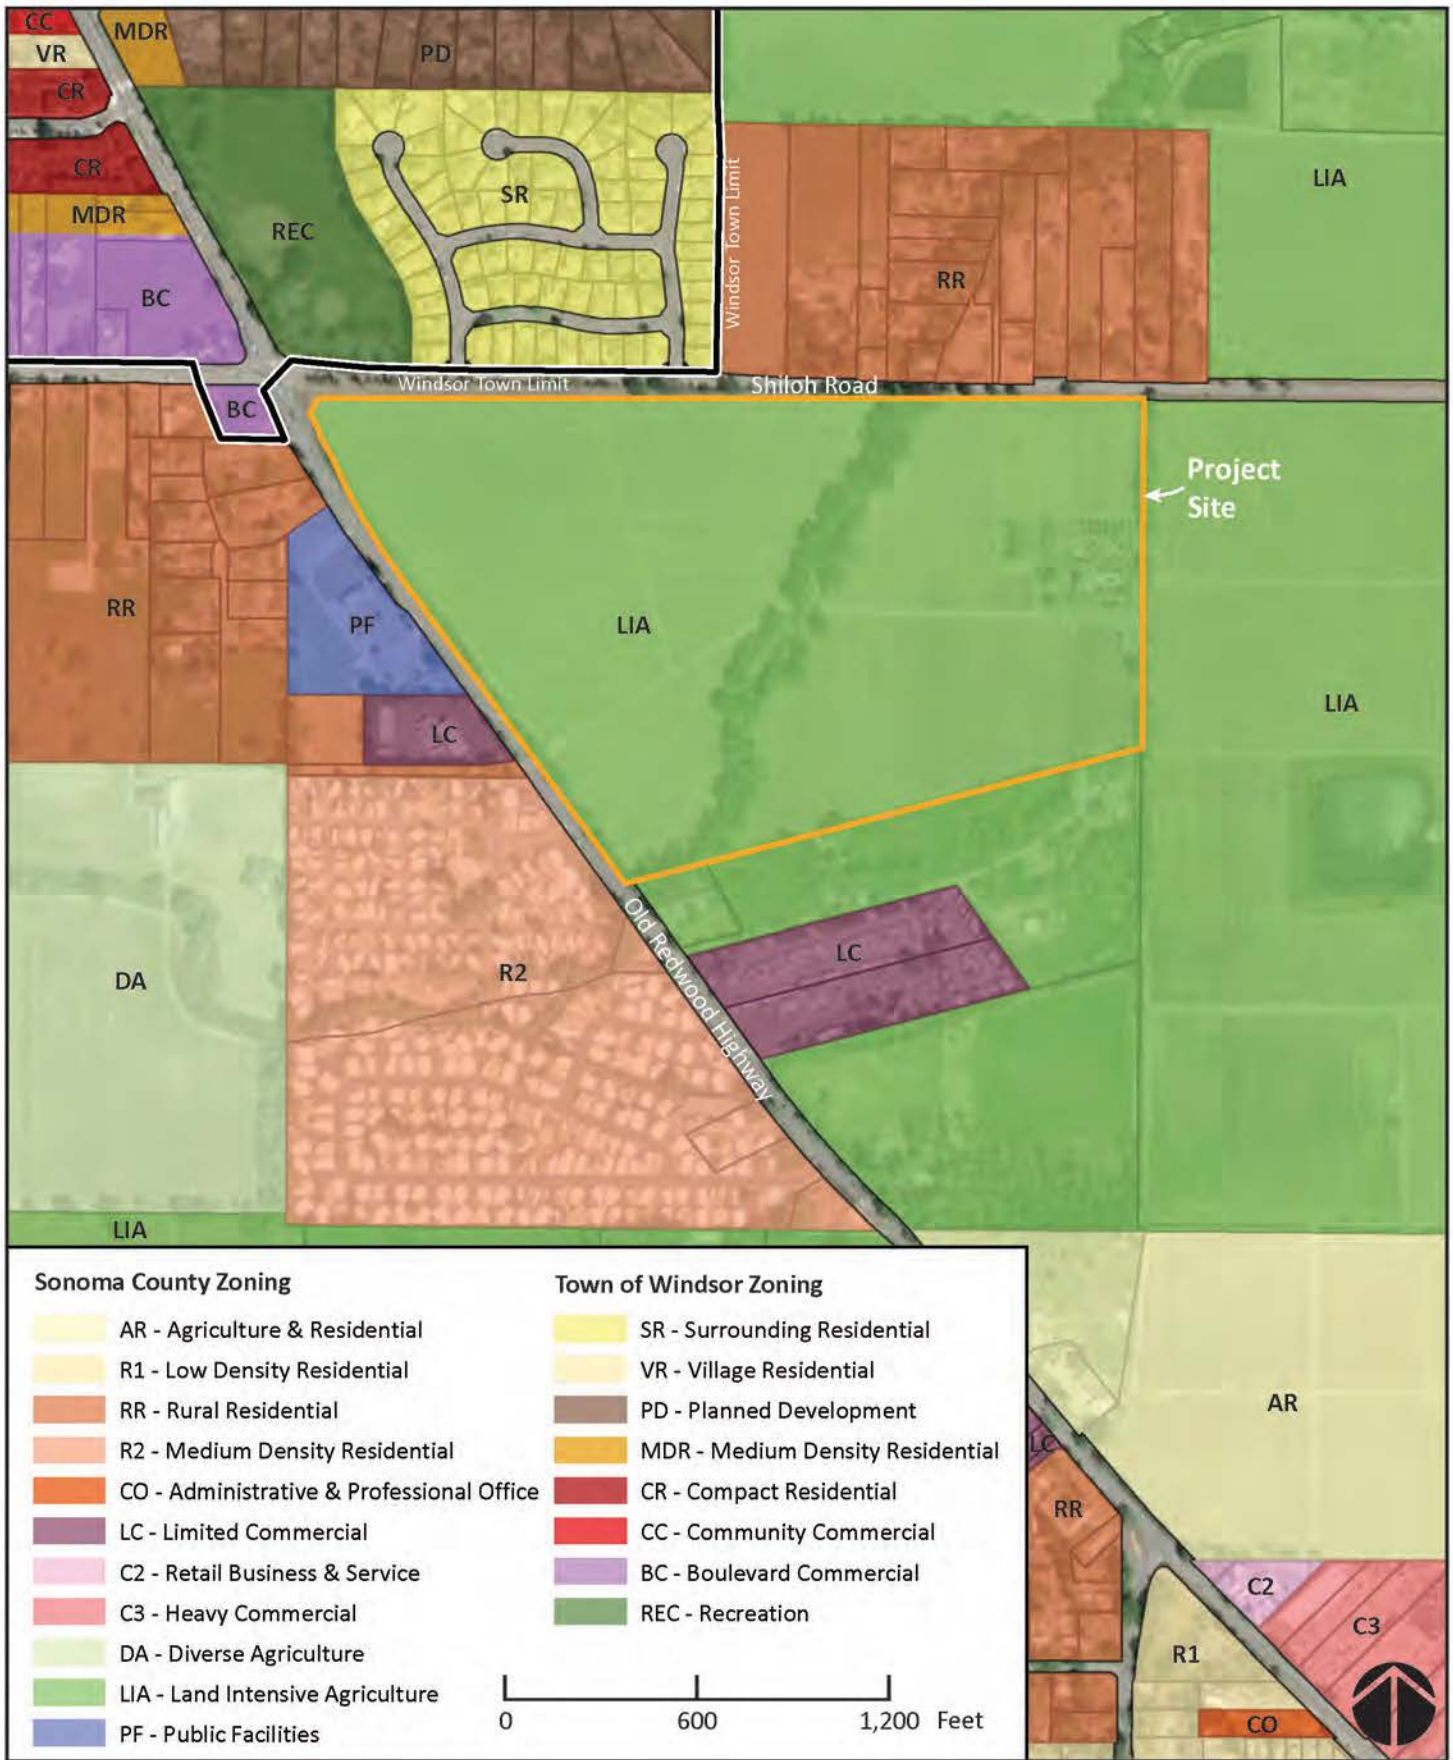 CC
MDR
VR
PD
CR
CR
SR
LIA
MDR
REC
Windsor Town Limit
RR
BC
Windsor Town Limit
Shiloh Road
BC
Project
Site
RR
PF
LIA
LIA
LC
LC
DA
R2
Old Redwood Highway
LIA
Sonoma County Zoning
AR - Agriculture & Residential
R1 - Low Density Residential
RR - Rural Residential
R2 - Medium Density Residential
CO - Administrative & Professional Office
LC - Limited Commercial
C2 - Retail Business & Service
C3 - Heavy Commercial
DA - Diverse Agriculture
LIA - Land Intensive Agriculture
PF - Public Facilities
Town of Windsor Zoning
SR - Surrounding Residential
VR - Village Residential
PD - Planned Development
MDR - Medium Density Residential
CR - Compact Residential
CC - Community Commercial
BC - Boulevard Commercial
REC - Recreation
0 600 1,200 Feet
AR
LC
RR
C2
C3
R1
CO